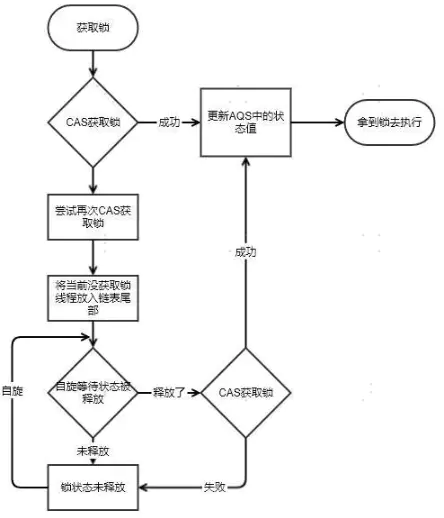 获取锁
CAS获取锁
成功
更新AQS中的状
态值
拿到锁去执行
尝试再次CAS获
取锁
成功
将当前没获取锁
线程放入链表尾
部
自旋
自旋等待状态被
释放
释放了
CAS获取锁
未释放
锁状态未释放
失败